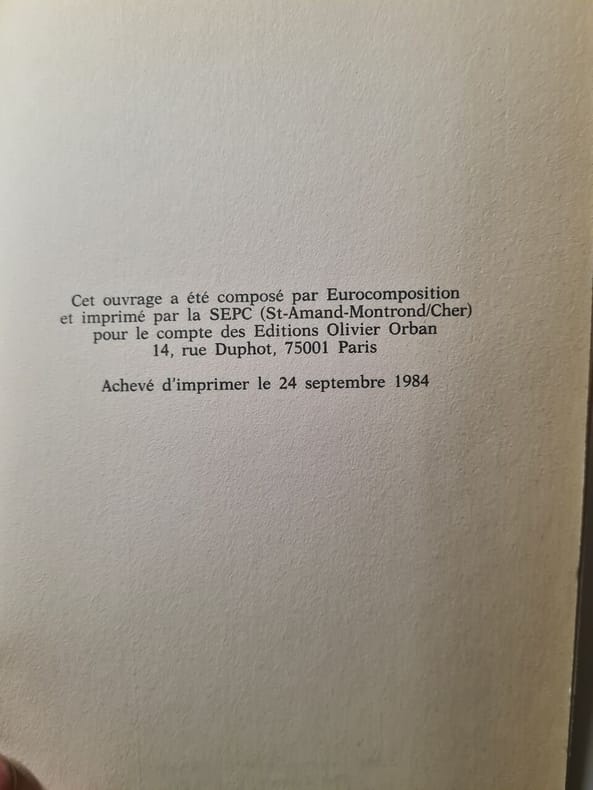 Cet ouvrage a été composé par Eurocomposition
et imprimé par la SEPC (St-Amand-Montrond/Cher)
pour le compte des Editions Olivier Orban
14, rue Duphot, 75001 Paris
Achevé d'imprimer le 24 septembre 1984